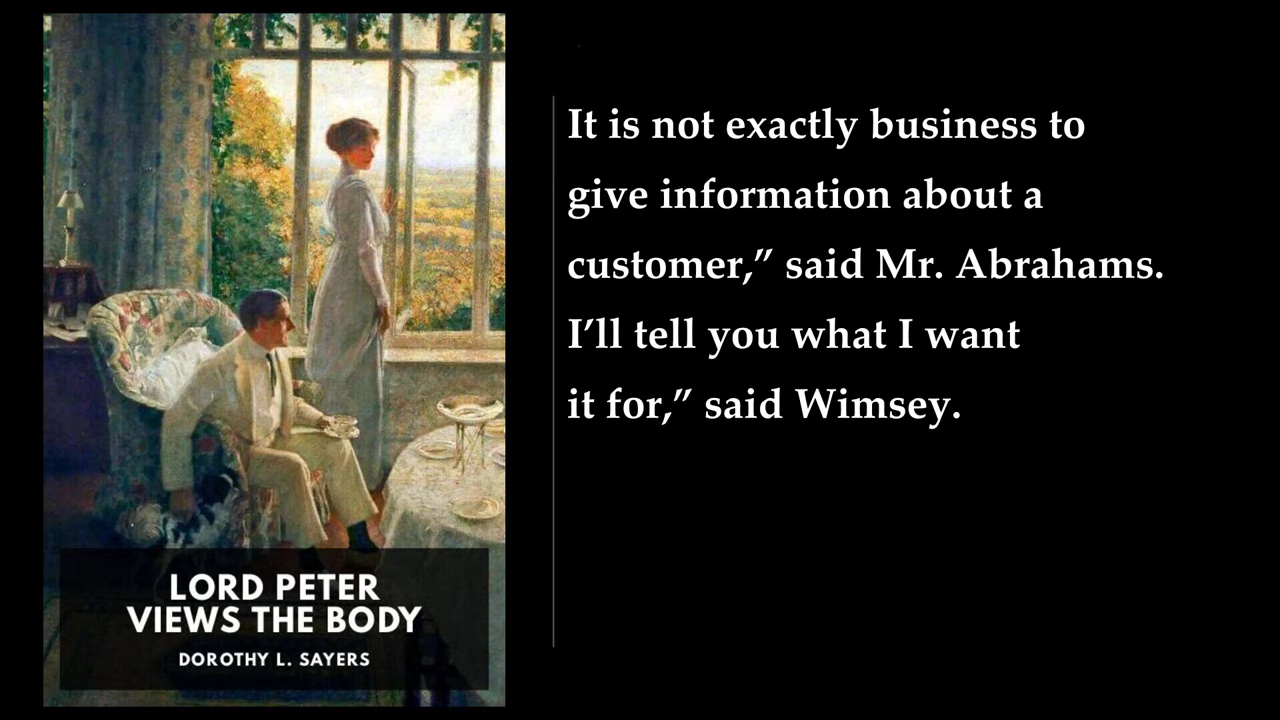 LORD PETER
VIEWS THE BODY
DOROTHY L. SAYERS
It is not exactly business to
give information about a
customer,” said Mr. Abrahams.
I’ll tell you what I want
it for,” said Wimsey.